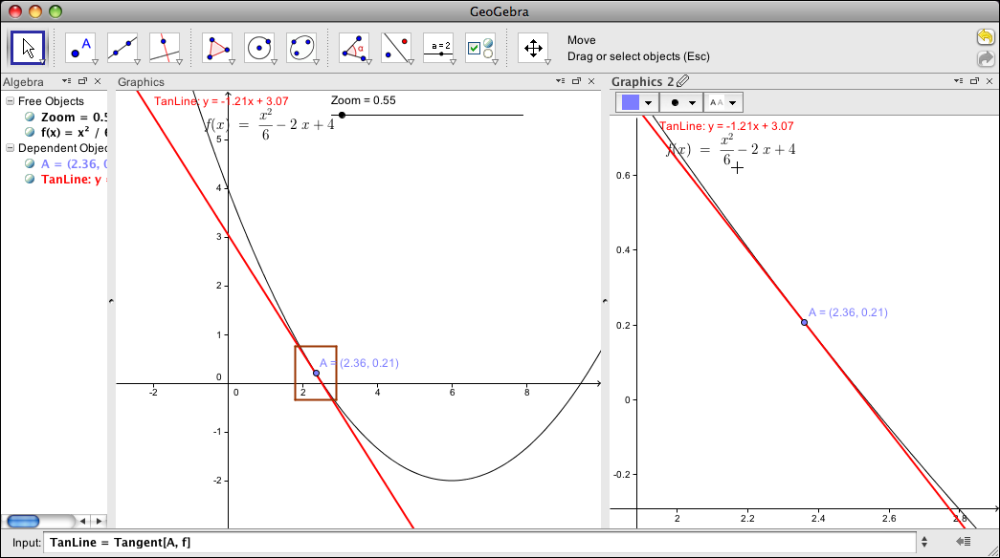 GeoGebra
A
α
a = 2
Move
Drag or select objects (Esc)
Algebra
Graphics
Graphics 2
Free Objects
Zoom = 0.5
f(x) = x² / 6
Dependent Objec
A = (2.36, 0
TanLine: y =
TanLine: y = -1.21x + 3.07
Zoom = 0.55
f(x) = x²/6 − 2 x + 4
5
4
3
2
1
0
-1
-2
-2 0 2 4 6 8
A = (2.36, 0.21)
A A
TanLine: y = -1.21x + 3.07
f(x) = x²/6 − 2 x + 4
0.6
0.4
0.2
0
-0.2
A = (2.36, 0.21)
2 2.2 2.4 2.6 2.8
Input: TanLine = Tangent[A, f]